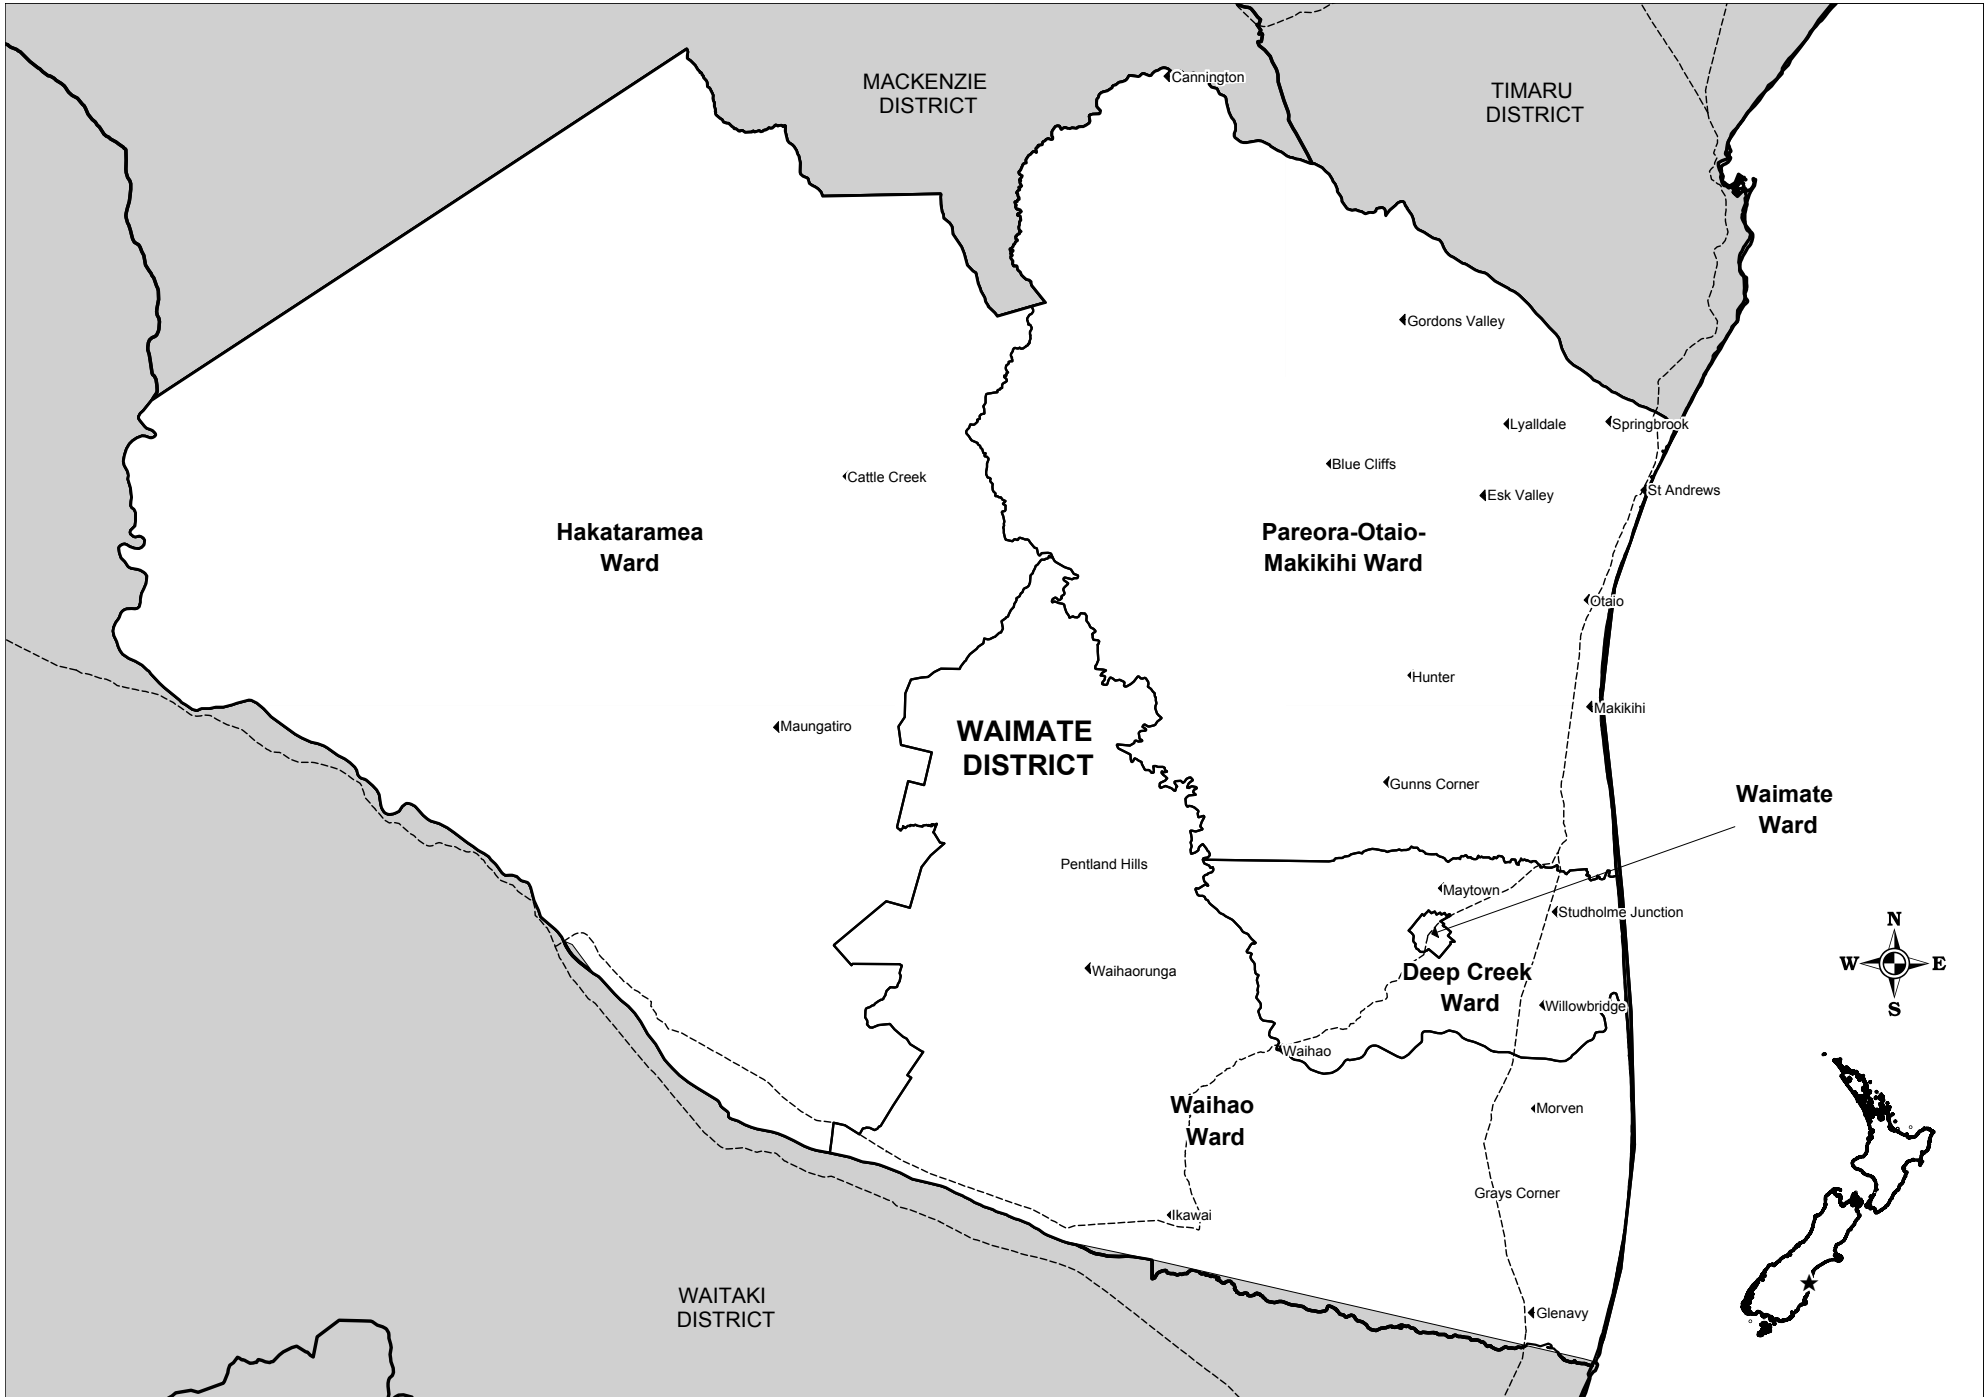 MACKENZIE
DISTRICT
Cannington
TIMARU
DISTRICT
Gordons Valley
Lyalldale
Springbrook
Blue Cliffs
Cattle Creek
Esk Valley
St Andrews
Hakataramea
Ward
Pareora-Otaio-
Makikihi Ward
Otaio
Hunter
Makikihi
Maungatiro
WAIMATE
DISTRICT
Gunns Corner
Waimate
Ward
Pentland Hills
Maytown
Studholme Junction
Waihaorunga
Deep Creek
Ward
Willowbridge
Waihao
Waihao
Ward
Morven
Grays Corner
Ikawai
WAITAKI
DISTRICT
Glenavy
N
W E
S